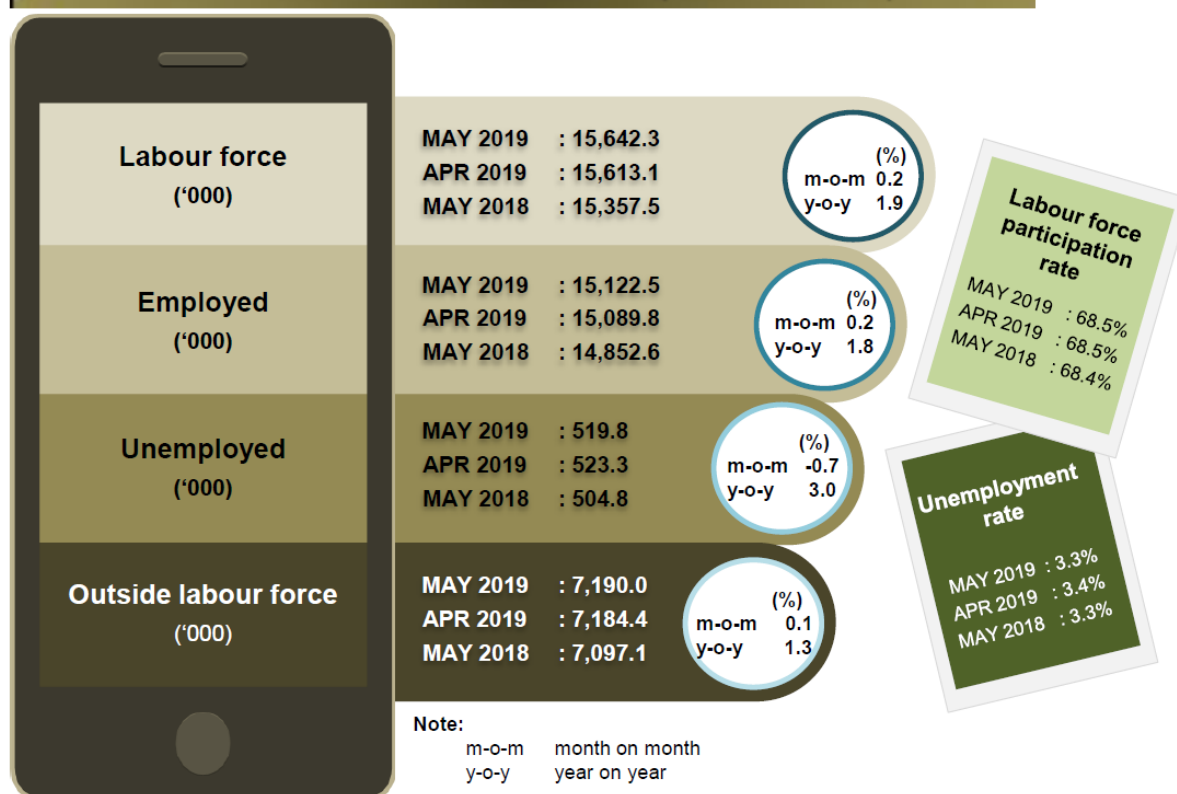 Labour force
(‘000)
MAY 2019 : 15,642.3
APR 2019 : 15,613.1
MAY 2018 : 15,357.5
(%)
m-o-m 0.2
y-o-y 1.9
Employed
(‘000)
MAY 2019 : 15,122.5
APR 2019 : 15,089.8
MAY 2018 : 14,852.6
(%)
m-o-m 0.2
y-o-y 1.8
Unemployed
(‘000)
MAY 2019 : 519.8
APR 2019 : 523.3
MAY 2018 : 504.8
(%)
m-o-m -0.7
y-o-y 3.0
Outside labour force
(‘000)
MAY 2019 : 7,190.0
APR 2019 : 7,184.4
MAY 2018 : 7,097.1
(%)
m-o-m 0.1
y-o-y 1.3
Labour force
participation
rate
MAY 2019 : 68.5%
APR 2019 : 68.5%
MAY 2018 : 68.4%
Unemployment
rate
MAY 2019 : 3.3%
APR 2019 : 3.4%
MAY 2018 : 3.3%
Note:
m-o-m month on month
y-o-y year on year